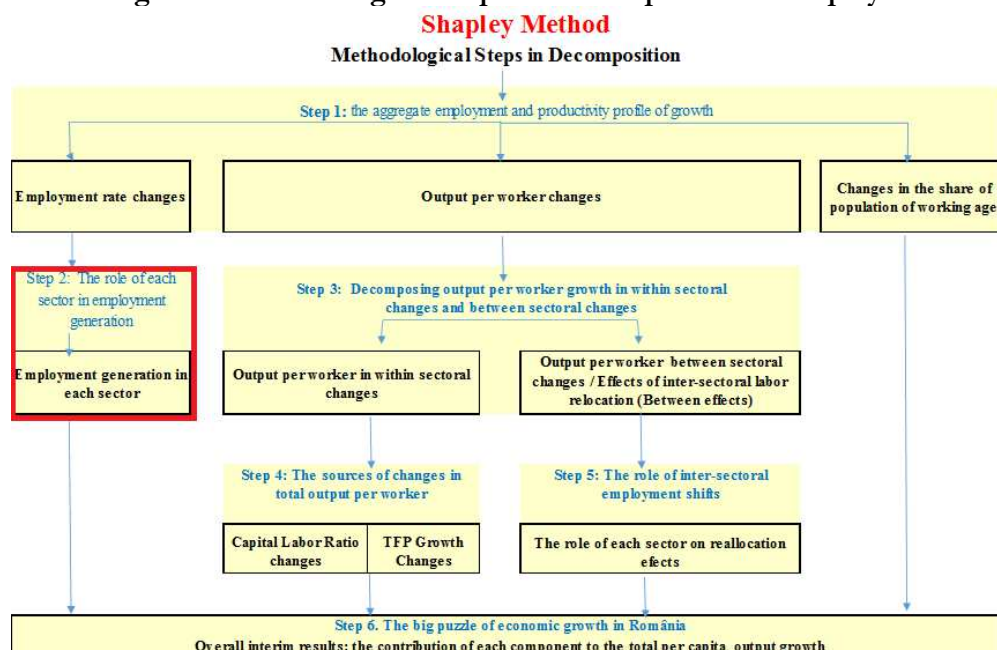 Shapley Method
Methodological Steps in Decomposition
Step 1: the aggregate employment and productivity profile of growth
Employment rate changes
Output per worker changes
Changes in the share of
population of working age
Step 2: The role of each
sector in employment
generation
Employment generation in
each sector
Step 3: Decomposing output per worker growth in within sectoral
changes and between sectoral changes
Output per worker in within sectoral
changes
Output per worker between sectoral
changes / Effects of inter-sectoral labor
relocation (Between effects)
Step 4: The sources of changes in
total output per worker
Capital Labor Ratio
changes
TFP Growth
Changes
Step 5: The role of inter-sectoral
employment shifts
The role of each sector on reallocation
efects
Step 6. The big puzzle of economic growth in România
Overall interim results: the contribution of each component to the total per capita output growth